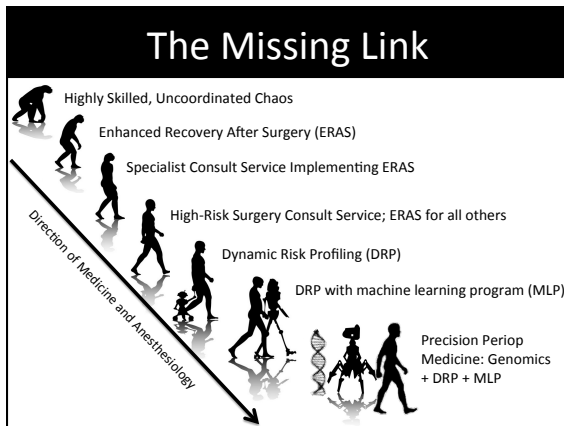 The Missing Link
Highly Skilled, Uncoordinated Chaos
Enhanced Recovery After Surgery (ERAS)
Specialist Consult Service Implementing ERAS
High-Risk Surgery Consult Service; ERAS for all others
Dynamic Risk Profiling (DRP)
DRP with machine learning program (MLP)
Precision Periop
Medicine: Genomics
+ DRP + MLP
Direction of Medicine and Anesthesiology